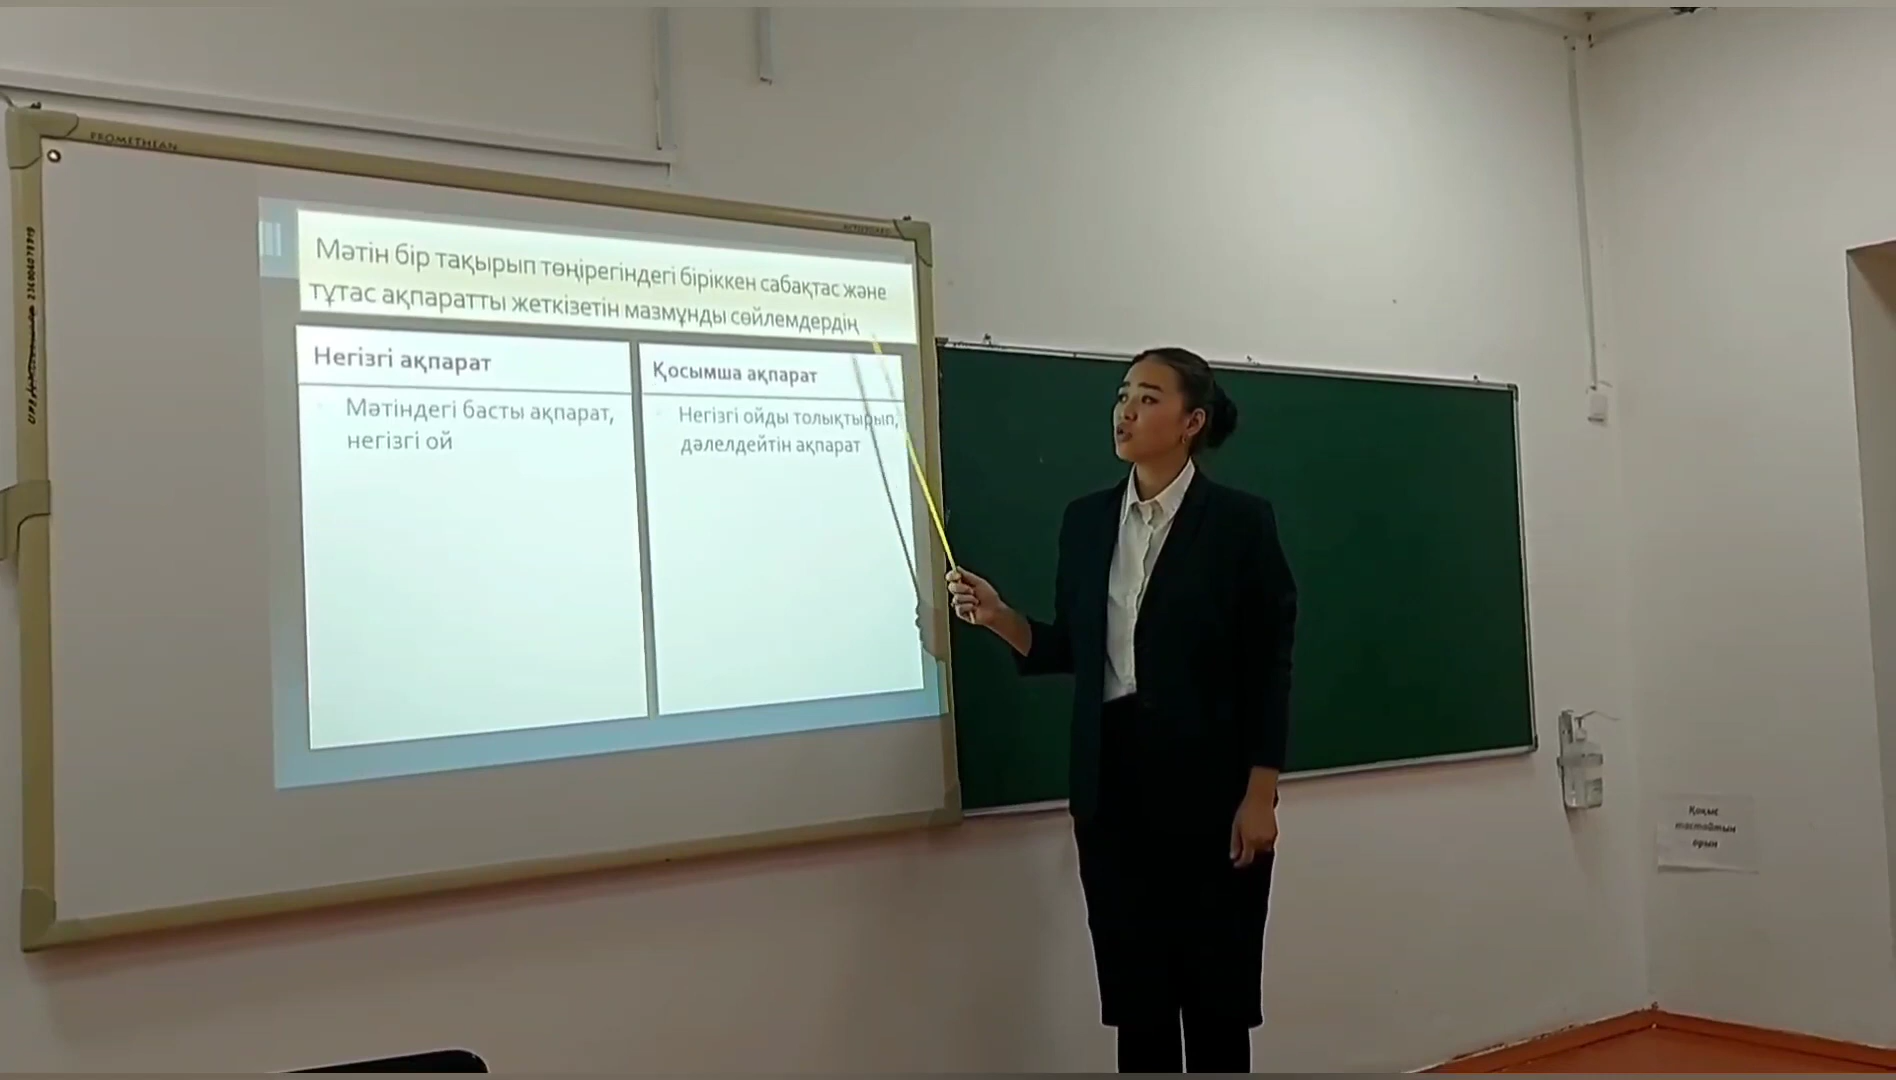 PROMETHEAN
Мәтін бір тақырып төңірегіндегі біріккен сабақтас және
тұтас ақпаратты жеткізетін мазмұнды сөйлемдердің
Негізгі ақпарат
Мәтіндегі басты ақпарат,
негізгі ой
Қосымша ақпарат
Негізгі ойды толықтырып,
дәлелдейтін ақпарат
Қоқыс
тастайтын
орын